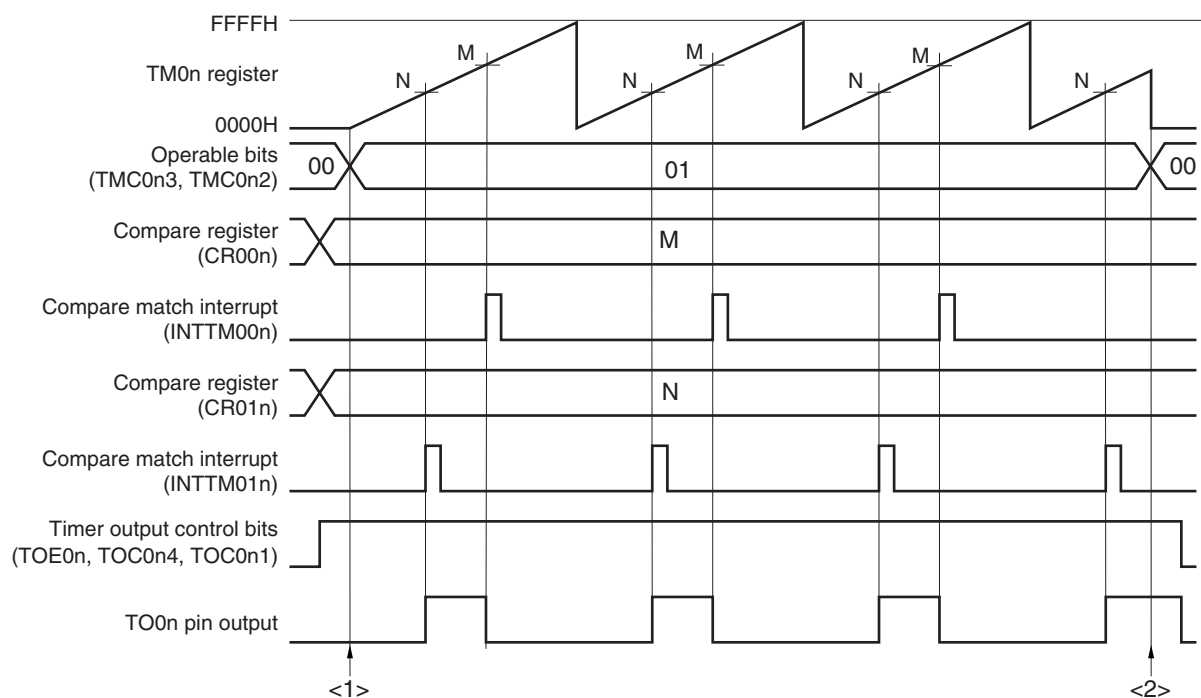 FFFFH
M
M
M
TM0n register
N
N
N
N
0000H
Operable bits
(TMC0n3, TMC0n2)
00
01
00
Compare register
(CR00n)
M
Compare match interrupt
(INTTM00n)
Compare register
(CR01n)
N
Compare match interrupt
(INTTM01n)
Timer output control bits
(TOE0n, TOC0n4, TOC0n1)
TO0n pin output
<1>
<2>